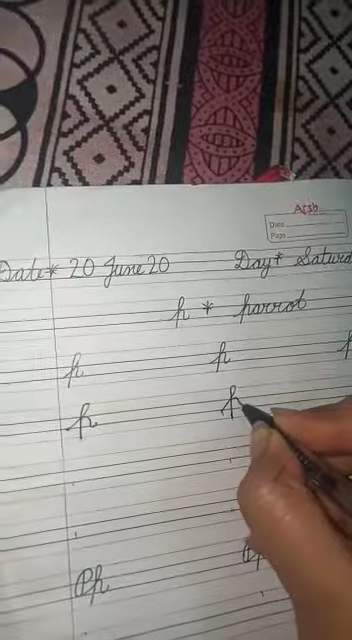 Arsh
Date
Page
Date* 20 June 20 Day* Saturd
p * parrot
p p p
p p
Pp P